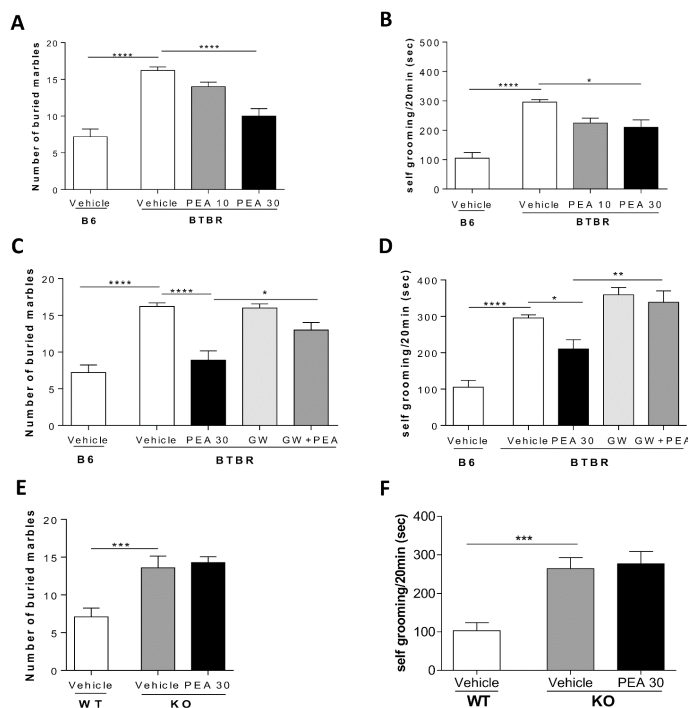 A
Number of buried marbles
20
15
10
5
0
****
****
Vehicle
Vehicle PEA 10 PEA 30
B6
BTBR
B
self grooming/20min (sec)
500
400
300
200
100
0
****
*
Vehicle
Vehicle PEA 10 PEA 30
B6
BTBR
C
Number of buried marbles
20
15
10
5
0
****
****
*
Vehicle
Vehicle PEA 30 GW GW +PEA
B6
BTBR
D
self grooming/20min (sec)
400
300
200
100
0
****
*
**
Vehicle
Vehicle PEA 30 GW GW +PEA
B6
BTBR
E
Number of buried marbles
20
15
10
5
0
***
Vehicle
Vehicle PEA 30
WT
KO
F
self grooming/20min (sec)
400
300
200
100
0
***
Vehicle
Vehicle PEA 30
WT
KO